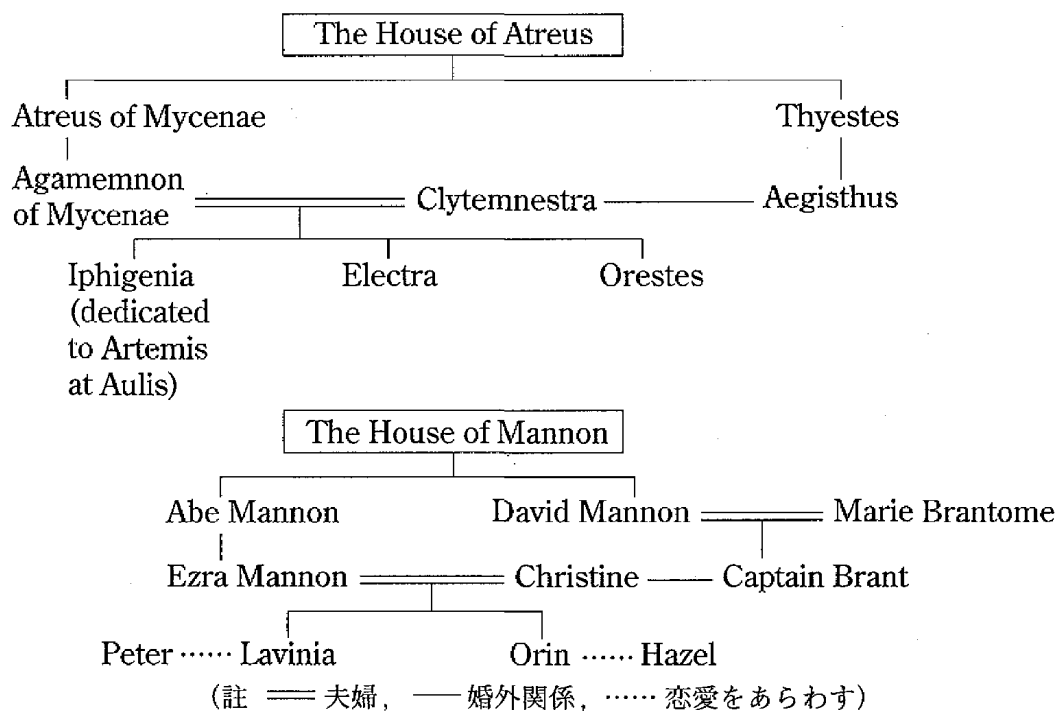 The House of Atreus
Atreus of Mycenae Thyestes
Agamemnon
of Mycenae Clytemnestra Aegisthus
Iphigenia Electra Orestes
(dedicated
to Artemis
at Aulis)
The House of Mannon
Abe Mannon David Mannon Marie Brantome
Ezra Mannon Christine Captain Brant
Peter ‥‥‥ Lavinia Orin ‥‥‥ Hazel
(註 ══ 夫婦, ── 婚外関係, ‥‥‥ 恋愛をあらわす)